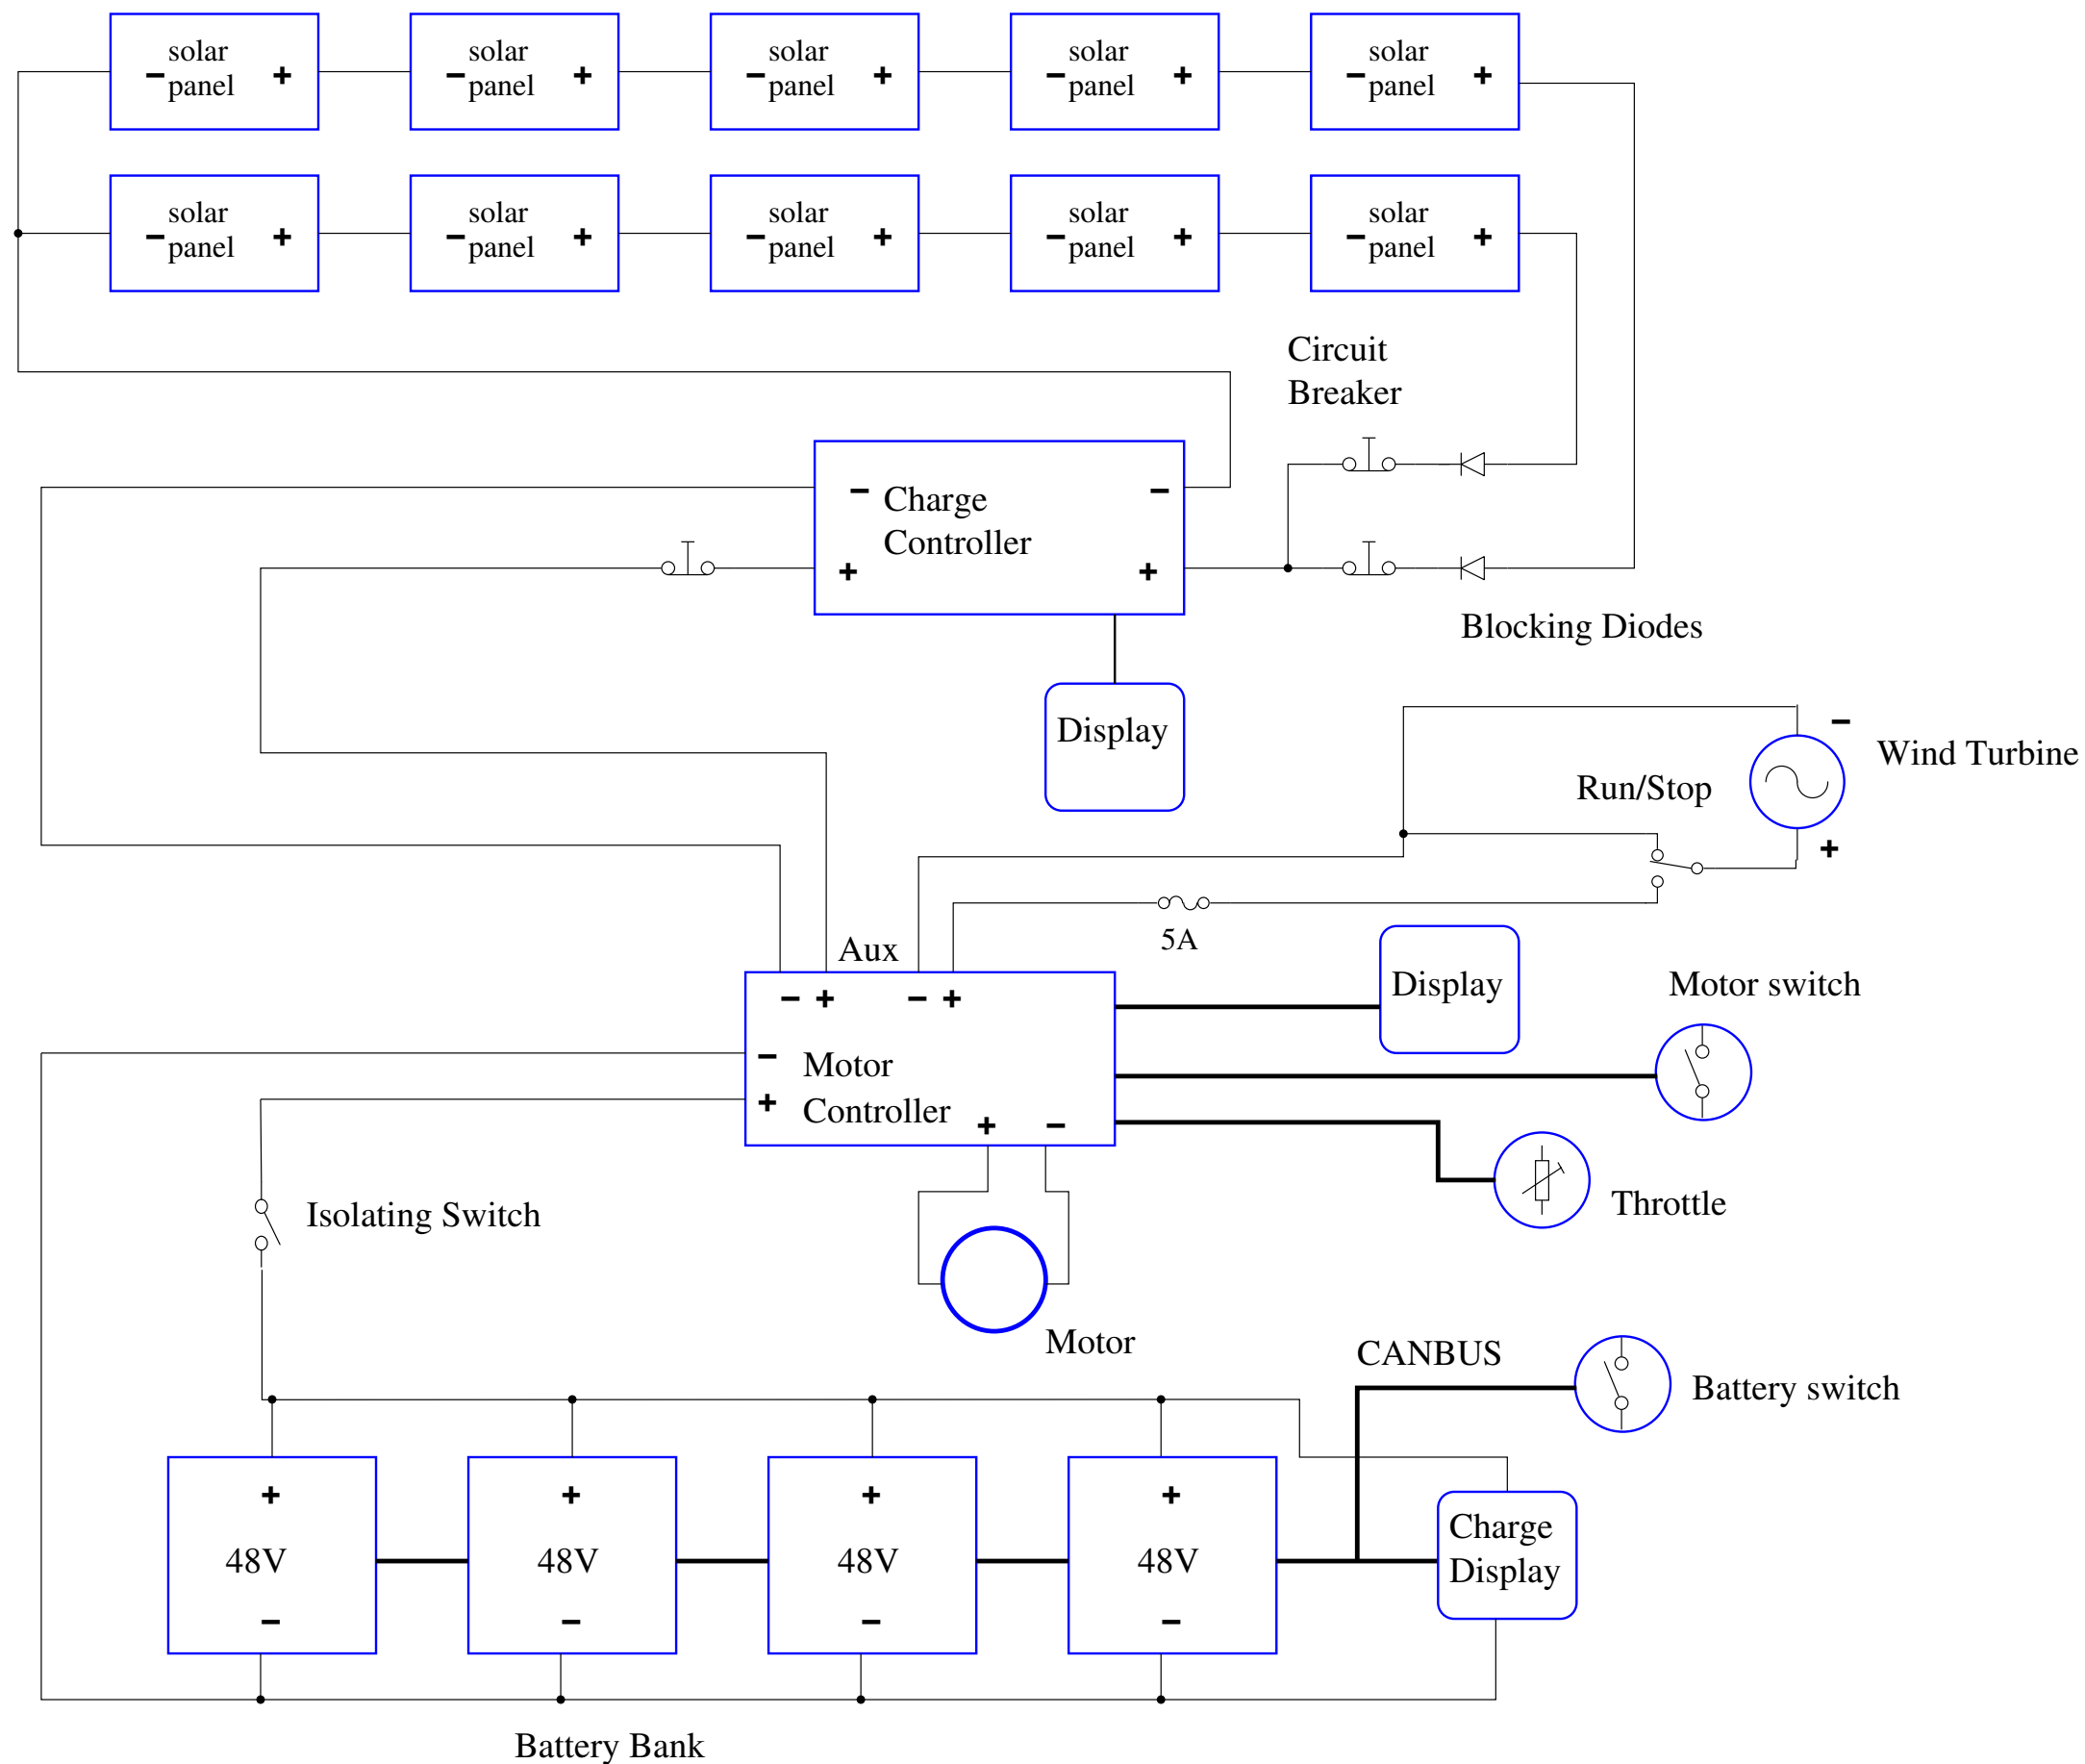 solar
panel
− +
solar
panel
− +
solar
panel
− +
solar
panel
− +
solar
panel
− +
solar
panel
− +
solar
panel
− +
solar
panel
− +
solar
panel
− +
solar
panel
− +
Circuit
Breaker
− Charge −
Controller
+ +
Blocking Diodes
Display
−
Wind Turbine
Run/Stop
+
5A
Aux
Display
Motor switch
− + − +
− Motor
+ Controller
+ −
Throttle
Isolating Switch
Motor
CANBUS
Battery switch
+
48V
−
+
48V
−
+
48V
−
+
48V
−
Charge
Display
Battery Bank